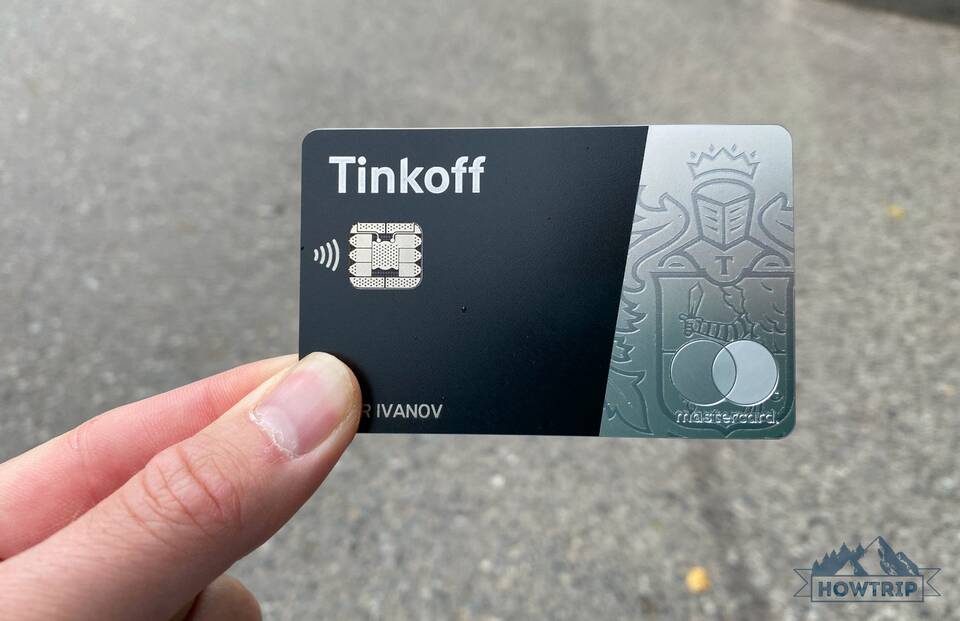 Tinkoff
T
R IVANOV
mastercard.
HOWTRIP